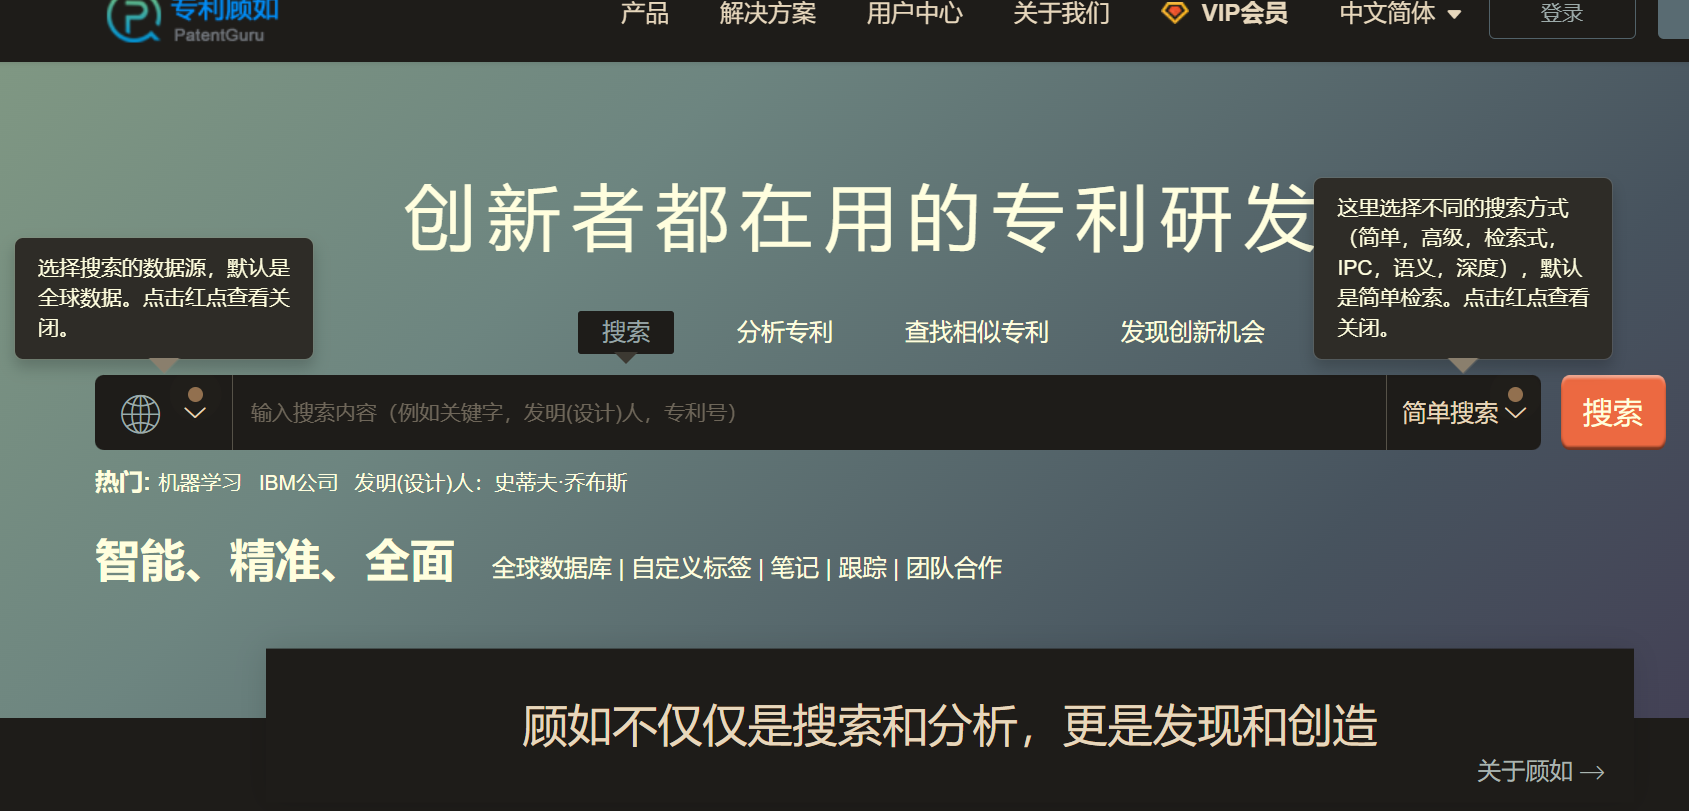 专利顾如
PatentGuru
产品 解决方案 用户中心 关于我们 VIP会员 中文简体 登录
创新者都在用的专利研发
选择搜索的数据源，默认是
全球数据。点击红点查看关
闭。
这里选择不同的搜索方式
（简单，高级，检索式，
IPC，语义，深度），默认
是简单检索。点击红点查看
关闭。
搜索 分析专利 查找相似专利 发现创新机会
输入搜索内容（例如关键字，发明(设计)人，专利号） 简单搜索 搜索
热门: 机器学习 IBM公司 发明(设计)人：史蒂夫·乔布斯
智能、精准、全面 全球数据库 | 自定义标签 | 笔记 | 跟踪 | 团队合作
顾如不仅仅是搜索和分析，更是发现和创造
关于顾如 →